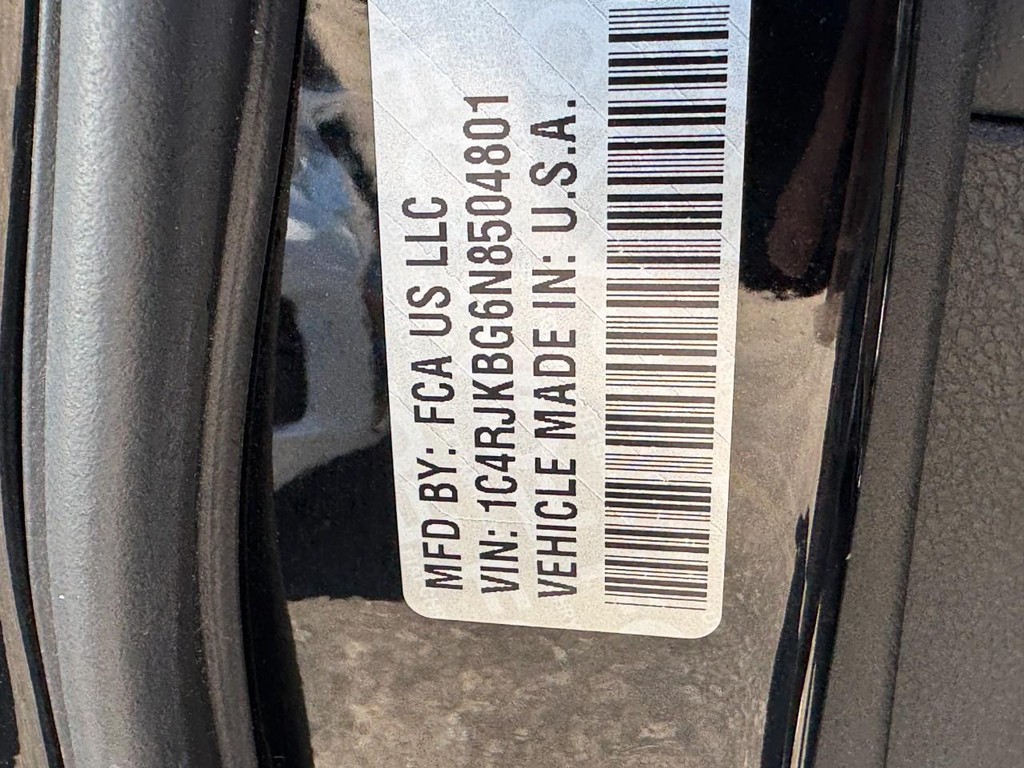 MFD BY: FCA US LLC
VIN: 1C4RJKBG6N8504801
VEHICLE MADE IN: U.S.A.